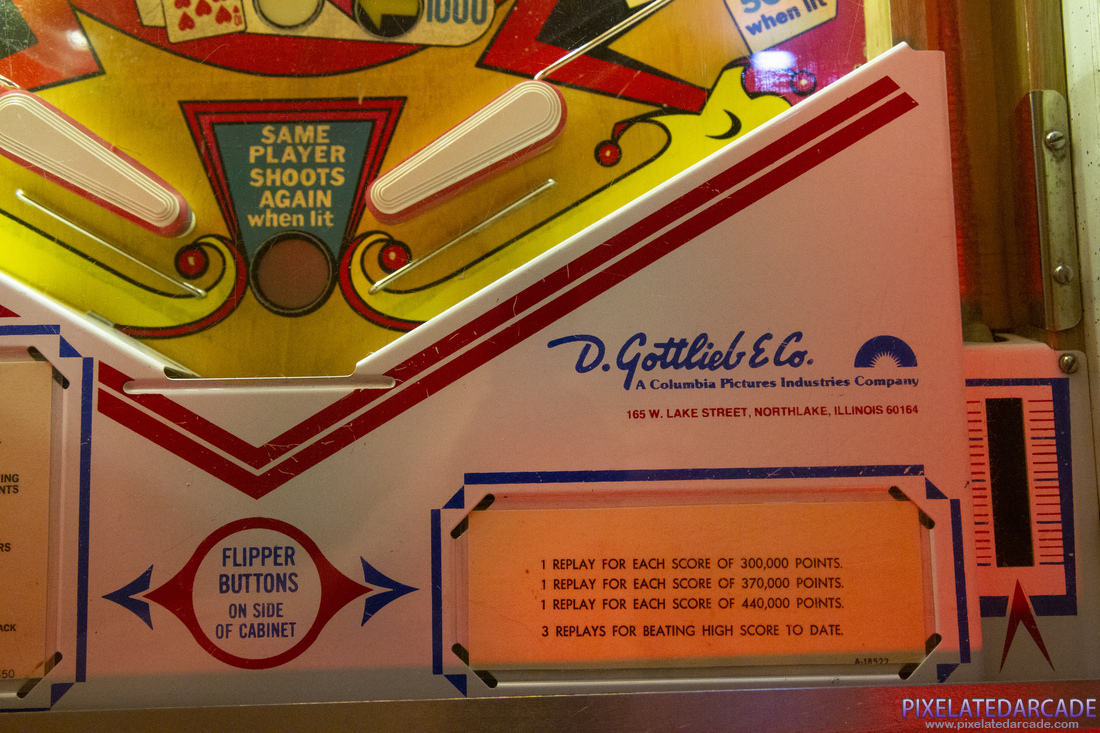 1000
50
when lit
SAME
PLAYER
SHOOTS
AGAIN
when lit
D. Gottlieb & Co.
A Columbia Pictures Industries Company
165 W. LAKE STREET, NORTHLAKE, ILLINOIS 60164
FLIPPER
BUTTONS
ON SIDE
OF CABINET
1 REPLAY FOR EACH SCORE OF 300,000 POINTS.
1 REPLAY FOR EACH SCORE OF 370,000 POINTS.
1 REPLAY FOR EACH SCORE OF 440,000 POINTS.
3 REPLAYS FOR BEATING HIGH SCORE TO DATE.
A-18522
PIXELATEDARCADE
www.pixelatedarcade.com